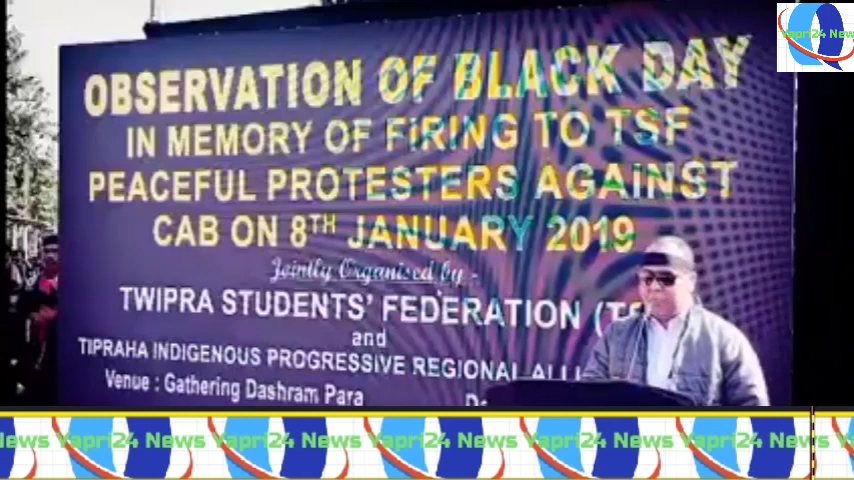 OBSERVATION OF BLACK DAY
IN MEMORY OF FiRING TO TSF
PEACEFUL PROTESTERS AGAINST
CAB ON 8TH JANUARY 2019
Jointly Organised by -
TWIPRA STUDENTS' FEDERATION
and
TIPRAHA INDIGENOUS PROGRESSIVE REGIONAL
Venue : Gathering Dashram Para
Yapri24 News
News Yapri24 News Yapri24 News Yapri24 News Yapri24 News Yapri24 News